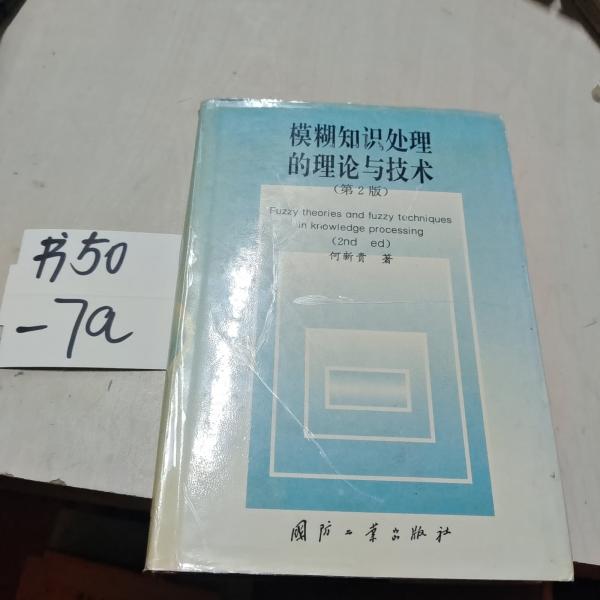 书50
-7a
模糊知识处理
的理论与技术
(第2版)
Fuzzy theories and fuzzy techniques
in knowledge processing
(2nd ed)
何新贵 著
国防工业出版社